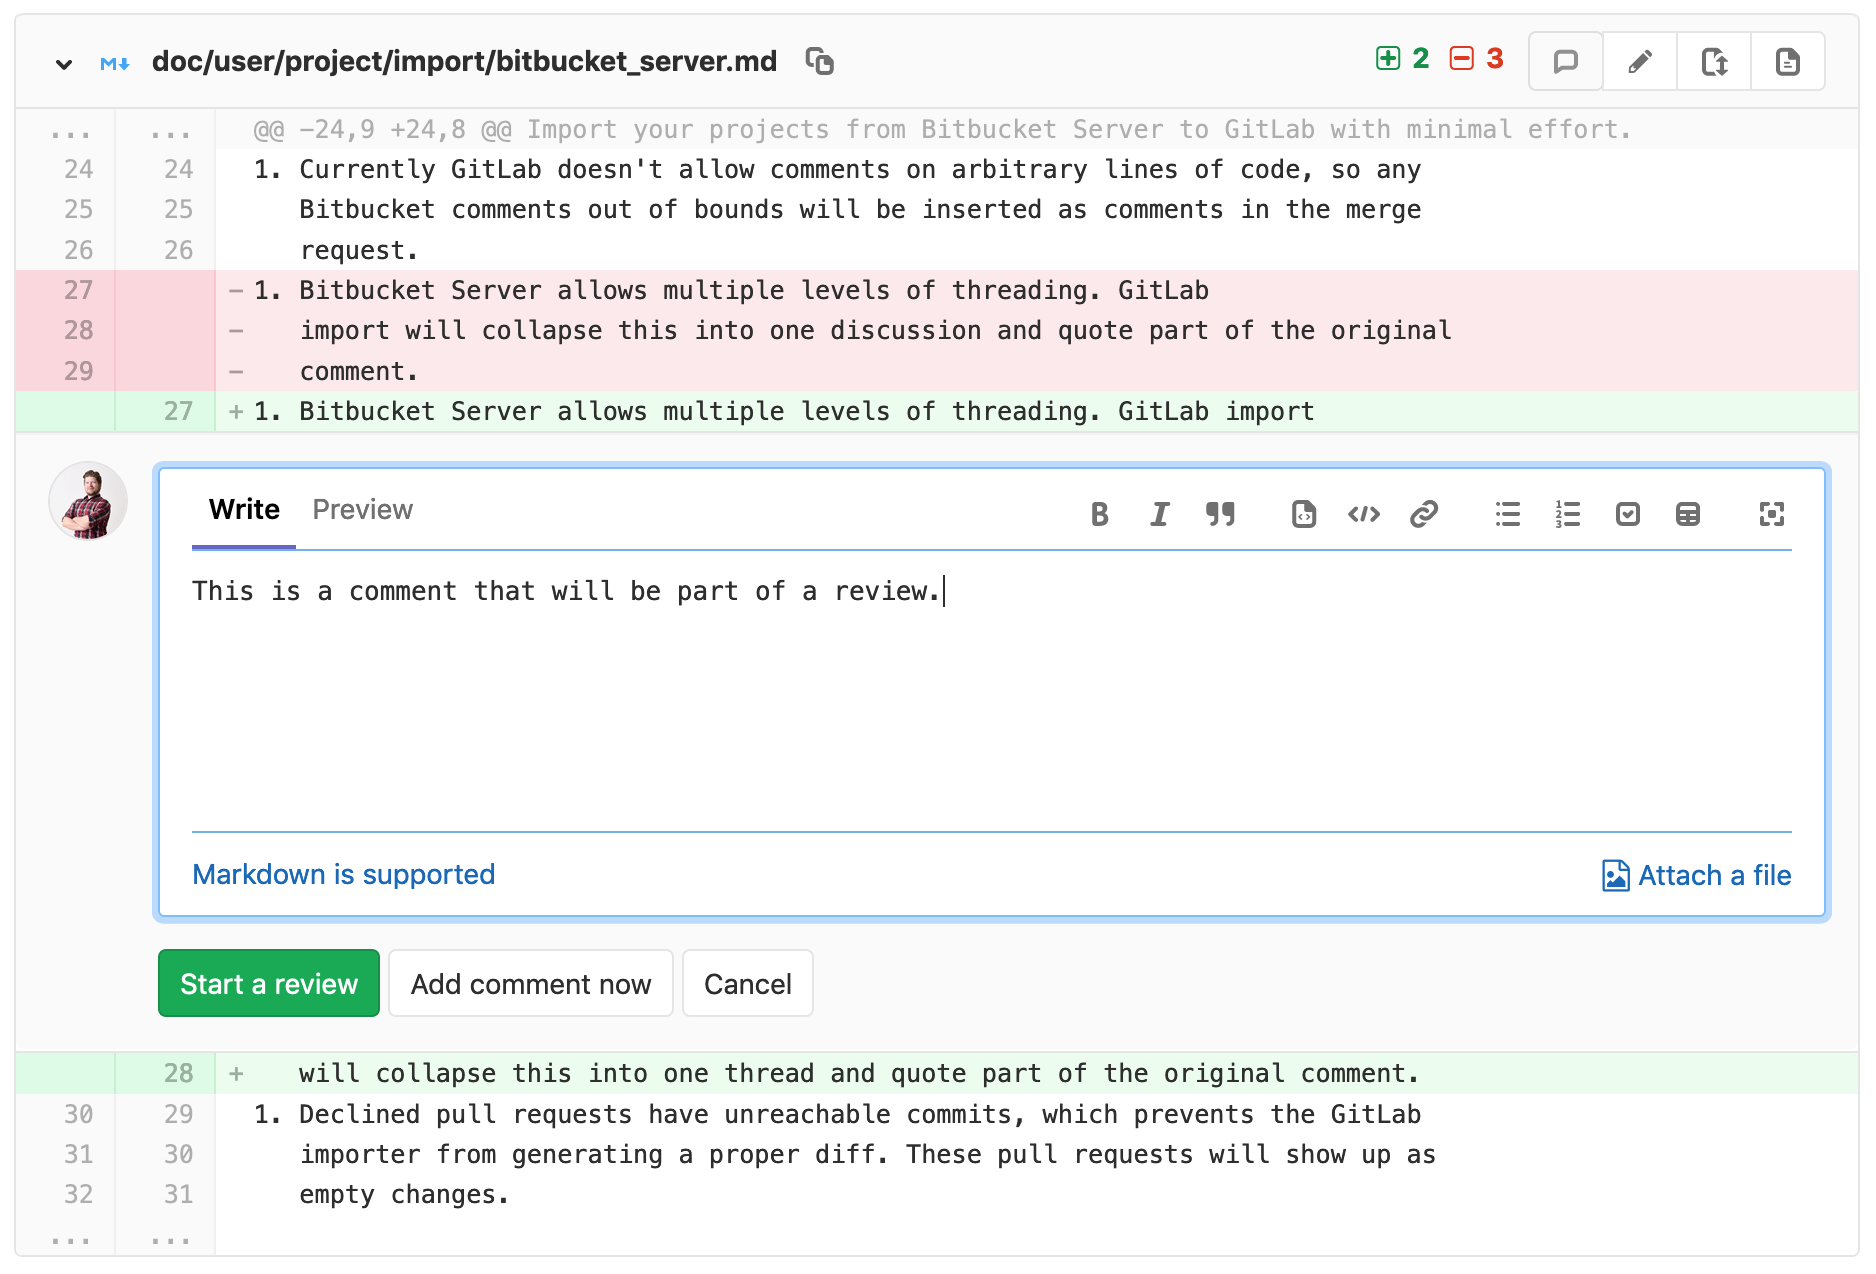 doc/user/project/import/bitbucket_server.md 2 3
... ... @@ -24,9 +24,8 @@ Import your projects from Bitbucket Server to GitLab with minimal effort.
24 24 1. Currently GitLab doesn't allow comments on arbitrary lines of code, so any
25 25 Bitbucket comments out of bounds will be inserted as comments in the merge
26 26 request.
27 - 1. Bitbucket Server allows multiple levels of threading. GitLab
28 - import will collapse this into one discussion and quote part of the original
29 - comment.
27 + 1. Bitbucket Server allows multiple levels of threading. GitLab import
Write Preview
This is a comment that will be part of a review.
Markdown is supported Attach a file
Start a review Add comment now Cancel
28 + will collapse this into one thread and quote part of the original comment.
30 29 1. Declined pull requests have unreachable commits, which prevents the GitLab
31 30 importer from generating a proper diff. These pull requests will show up as
32 31 empty changes.
... ...